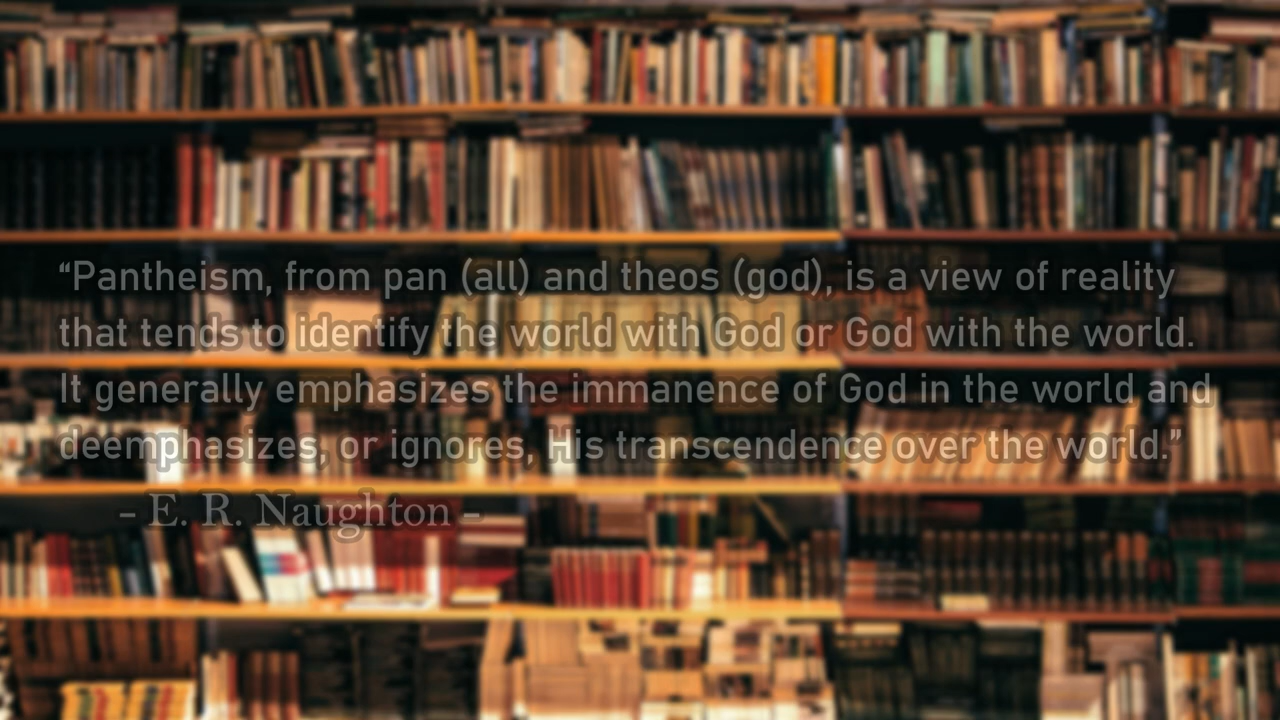 “Pantheism, from pan (all) and theos (god), is a view of reality
that tends to identify the world with God or God with the world.
It generally emphasizes the immanence of God in the world and
deemphasizes, or ignores, His transcendence over the world.”
– E. R. Naughton –